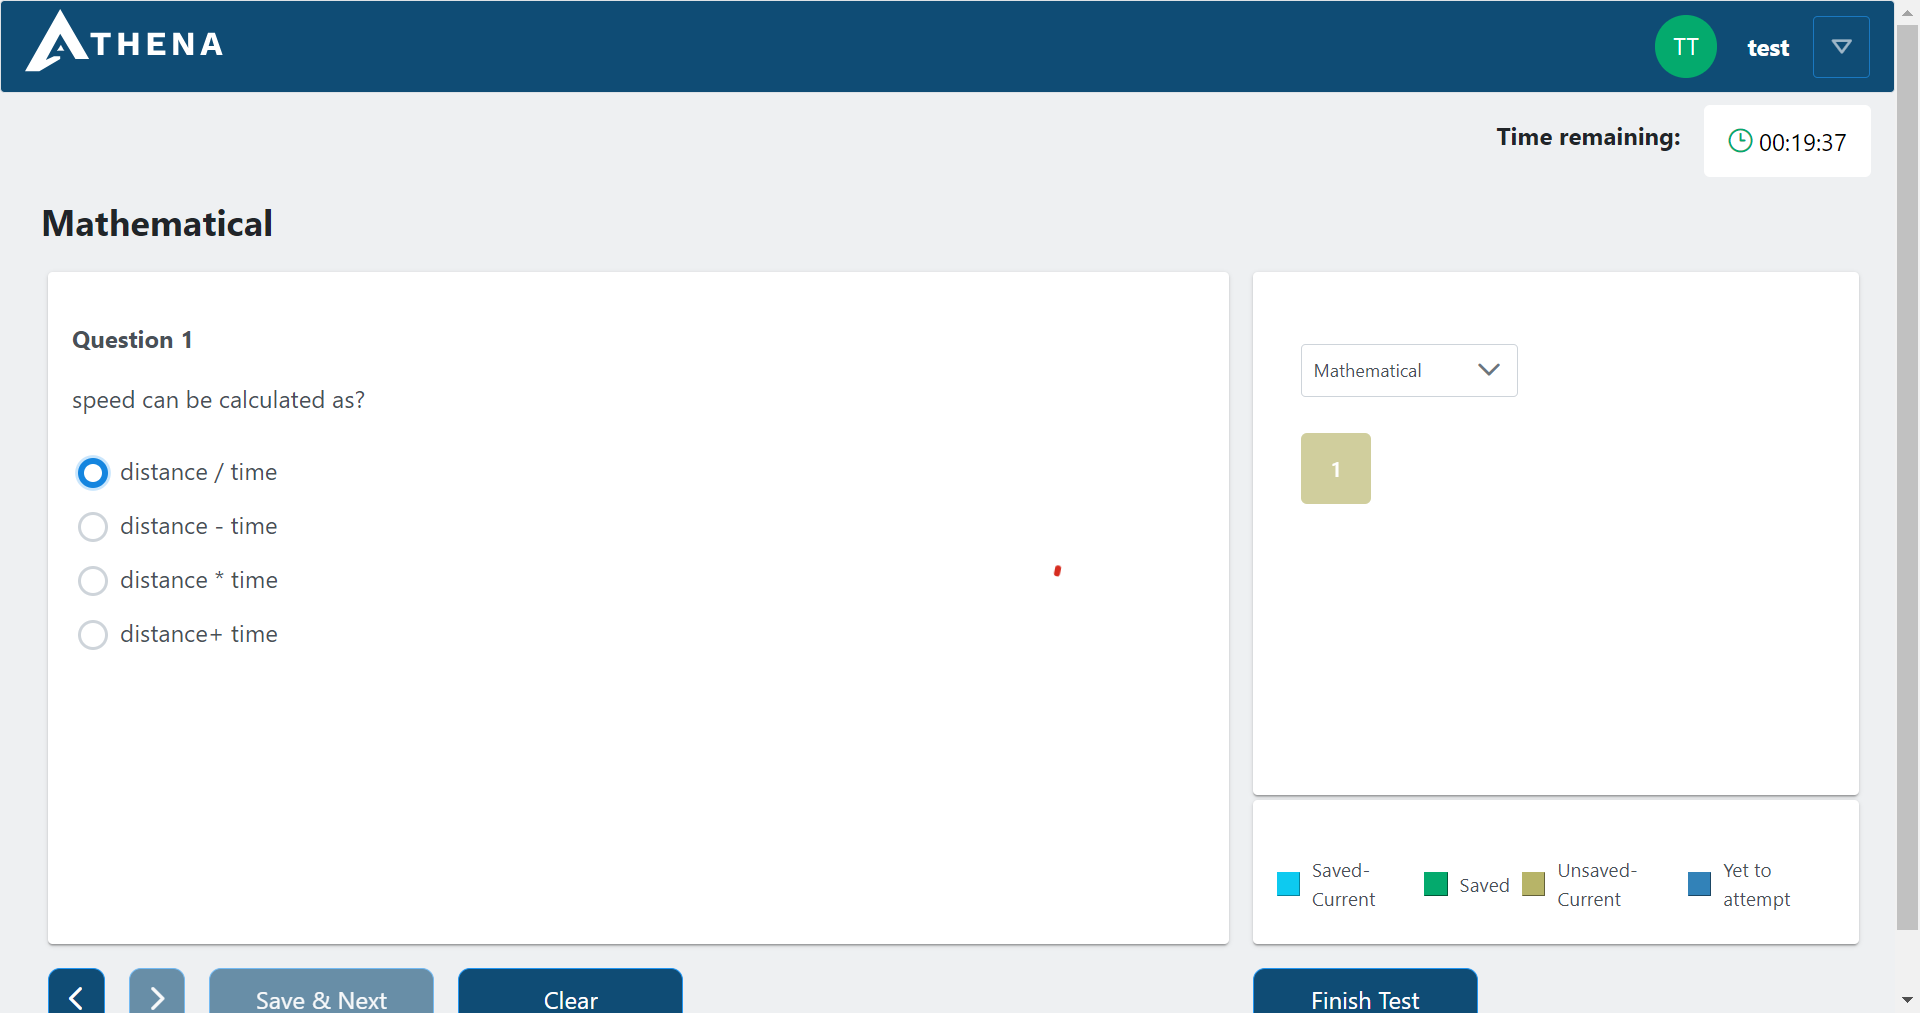 ATHENA
TT
test
Time remaining:
00:19:37
Mathematical
Question 1
speed can be calculated as?
distance / time
distance - time
distance * time
distance+ time
Mathematical
1
Saved-
Current
Saved
Unsaved-
Current
Yet to
attempt
Save & Next
Clear
Finish Test